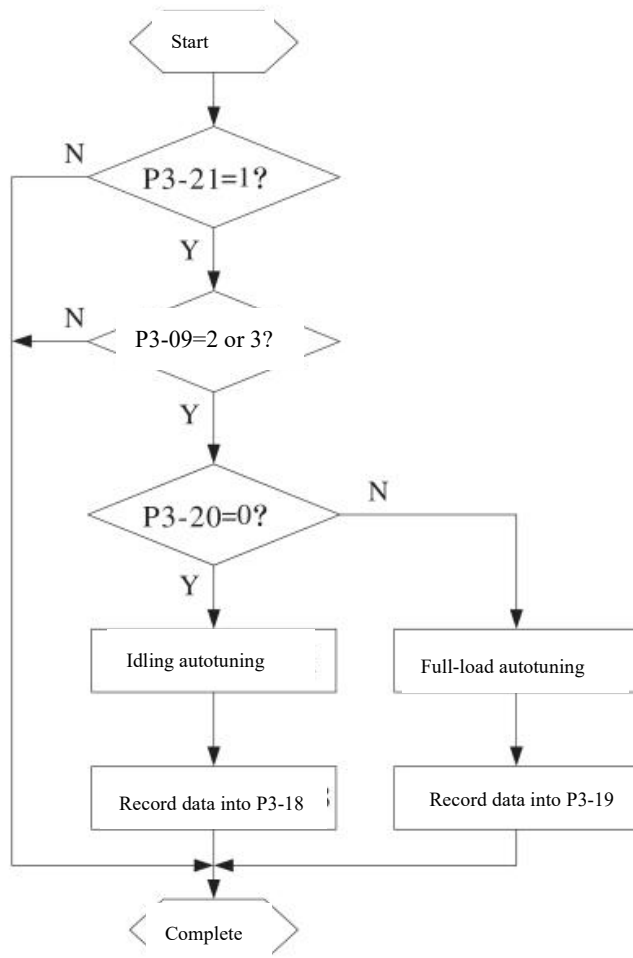 Start
N
P3-21=1?
Y
N
P3-09=2 or 3?
Y
N
P3-20=0?
Y
Idling autotuning
Full-load autotuning
Record data into P3-18
Record data into P3-19
Complete